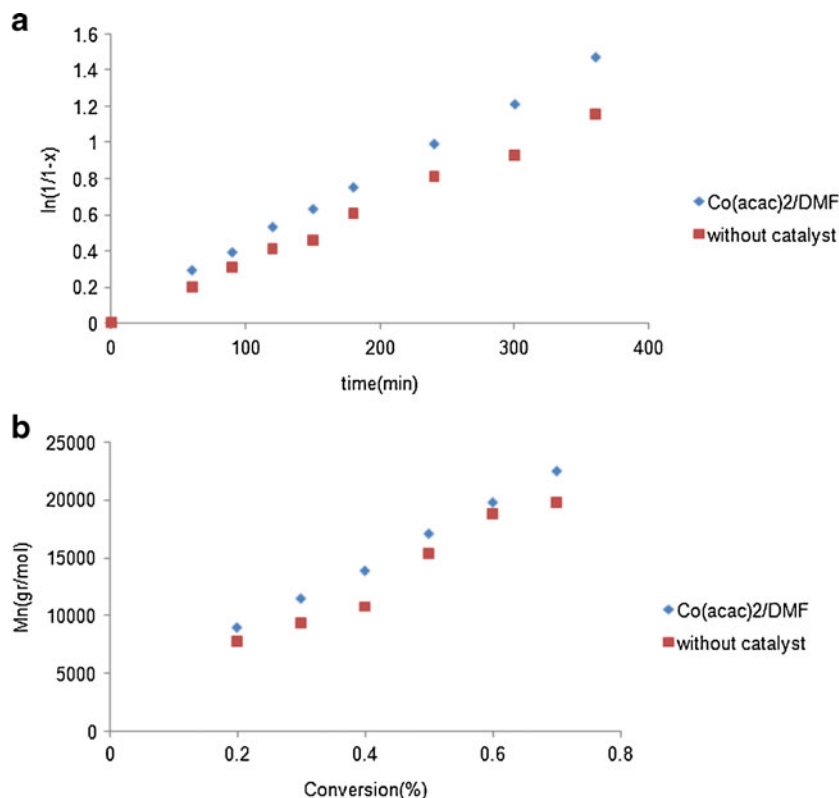 a
1.6
1.4
1.2
1
0.8
0.6
0.4
0.2
0
ln(1/1-x)
0 100 200 300 400
time(min)
Co(acac)2/DMF
without catalyst
b
25000
20000
15000
10000
5000
0
Mn(gr/mol)
0 0.2 0.4 0.6 0.8
Conversion(%)
Co(acac)2/DMF
without catalyst